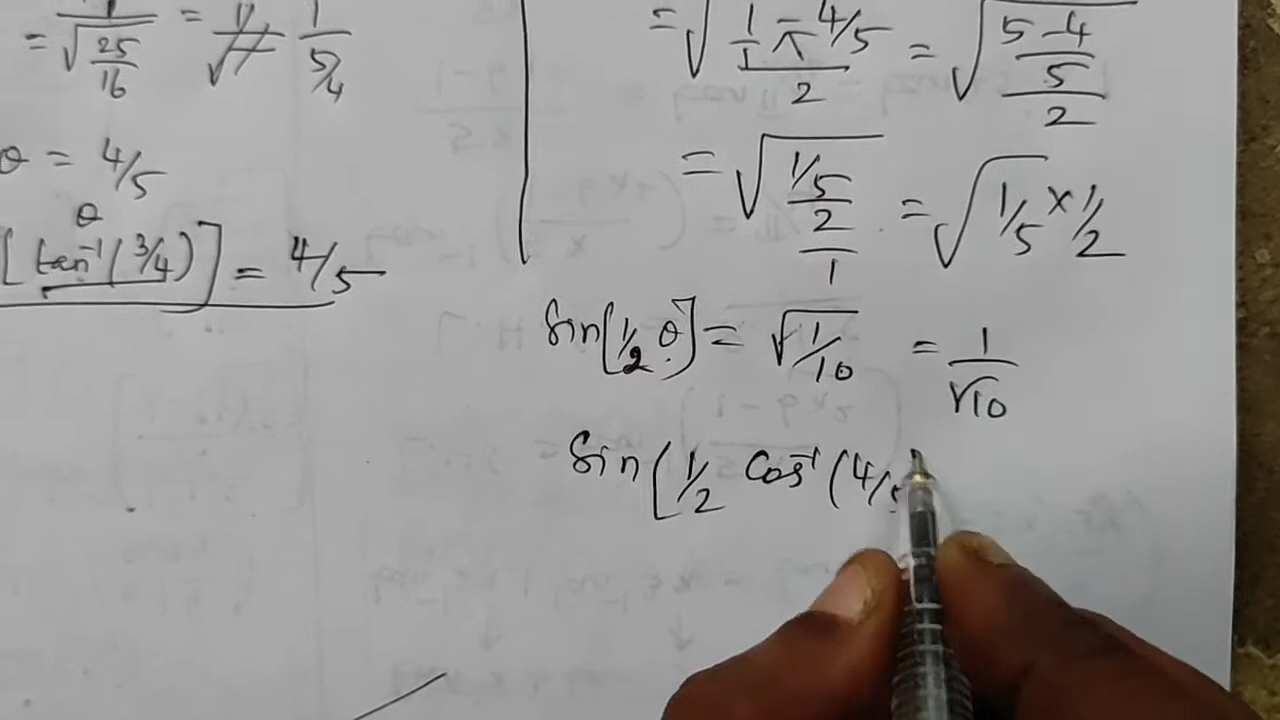 = 1/√(25/16) = 1/(5/4)
θ = 4/5
θ
[tan⁻¹(3/4)] = 4/5
= √((1/1 - 4/5)/2) = √(((5-4)/5)/2)
= √((1/5)/(2/1)) = √(1/5 × 1/2)
Sin[1/2 θ] = √(1/10) = 1/√10
Sin[1/2 Cos⁻¹(4/5